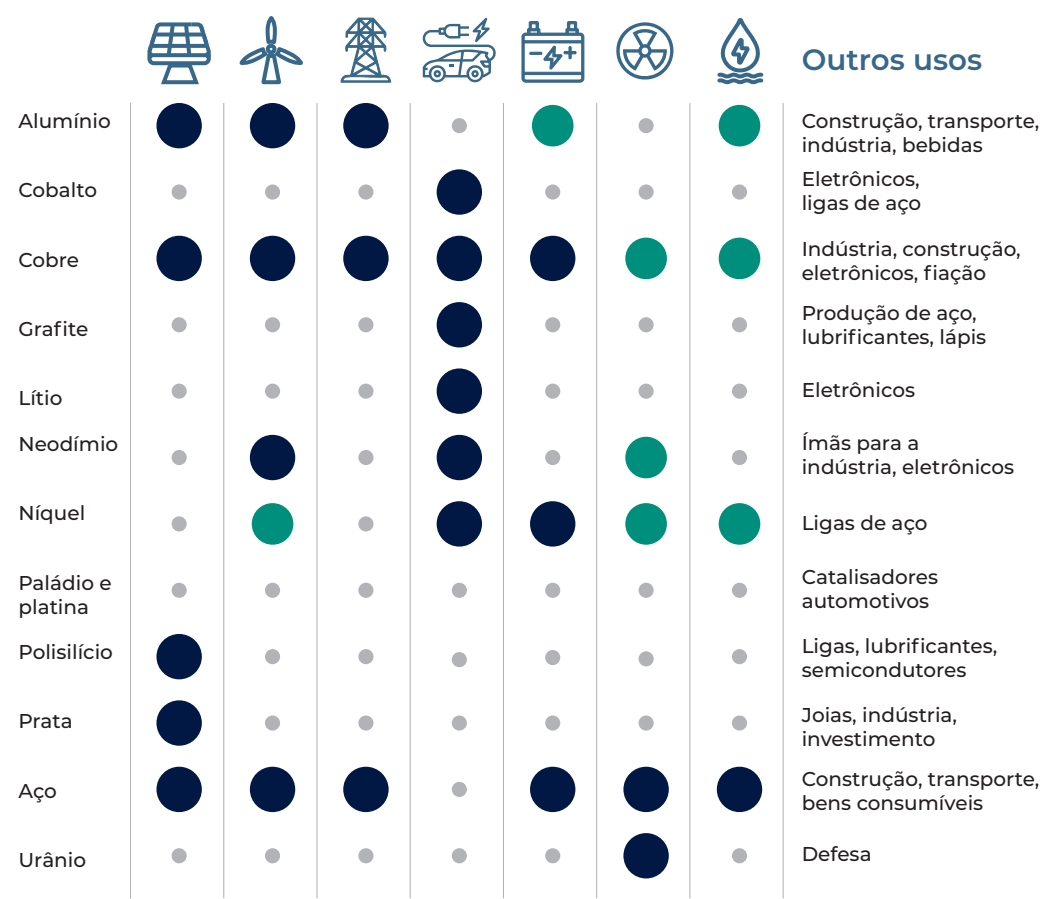 Outros usos
Alumínio
Construção, transporte,
indústria, bebidas
Cobalto
Eletrônicos,
ligas de aço
Cobre
Indústria, construção,
eletrônicos, fiação
Grafite
Produção de aço,
lubrificantes, lápis
Lítio
Eletrônicos
Neodímio
Ímãs para a
indústria, eletrônicos
Níquel
Ligas de aço
Paládio e
platina
Catalisadores
automotivos
Polisilício
Ligas, lubrificantes,
semicondutores
Prata
Joias, indústria,
investimento
Aço
Construção, transporte,
bens consumíveis
Urânio
Defesa